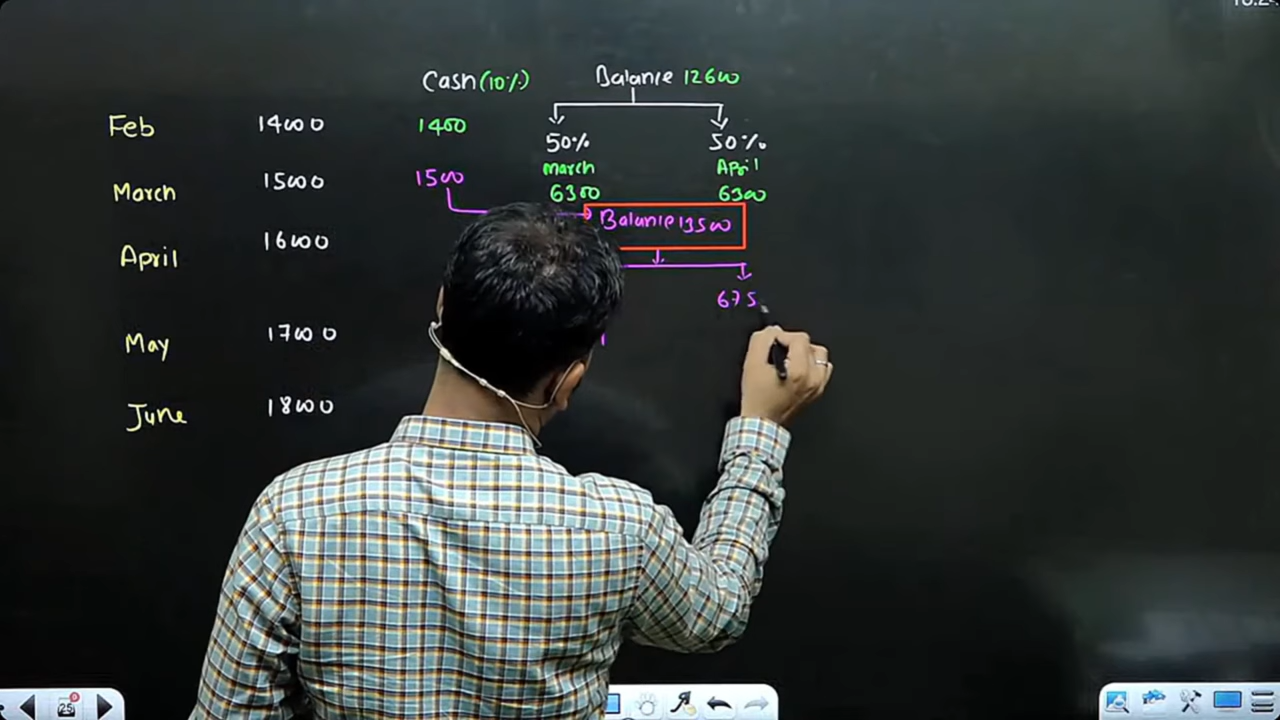 Cash (10%) Balance 12600
Feb 14000 1400
50% 50%
March April
March 15000 1500 6300 6300
Balance 13500
April 16000
675
May 17000
June 18000
25